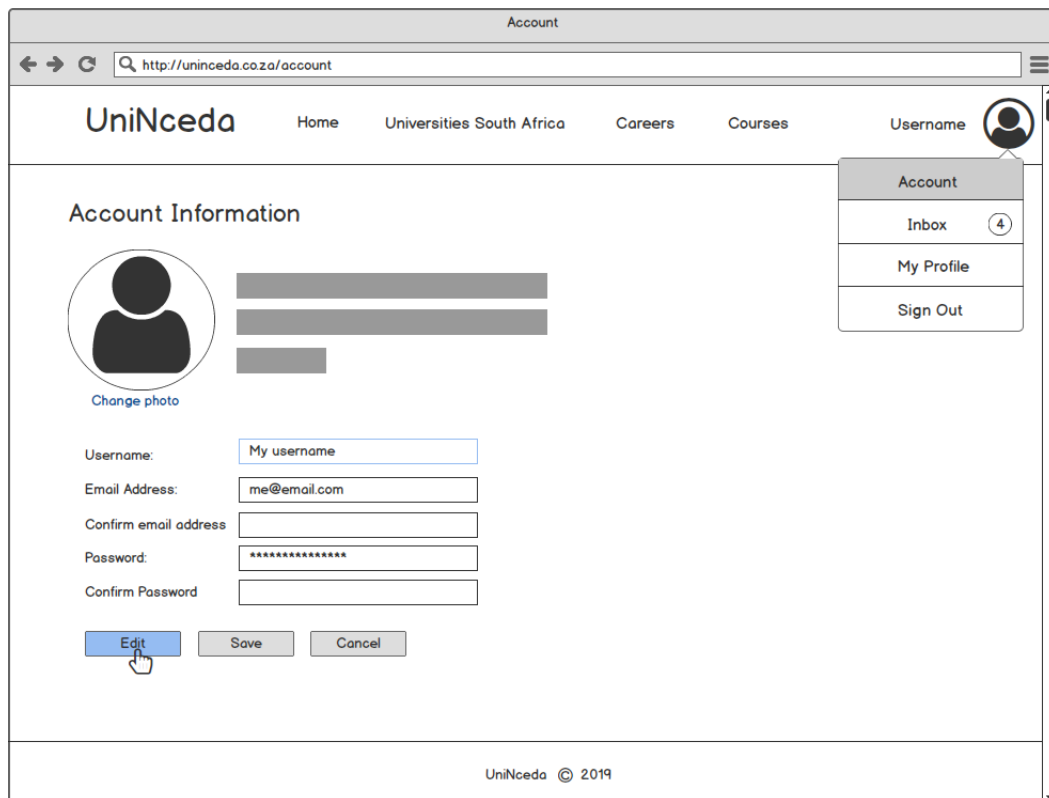 Account
http://uninceda.co.za/account
UniNceda Home Universities South Africa Careers Courses Username
Account
Inbox 4
My Profile
Sign Out
Account Information
Change photo
Username: My username
Email Address: me@email.com
Confirm email address
Password: ***************
Confirm Password
Edit Save Cancel
UniNceda © 2019